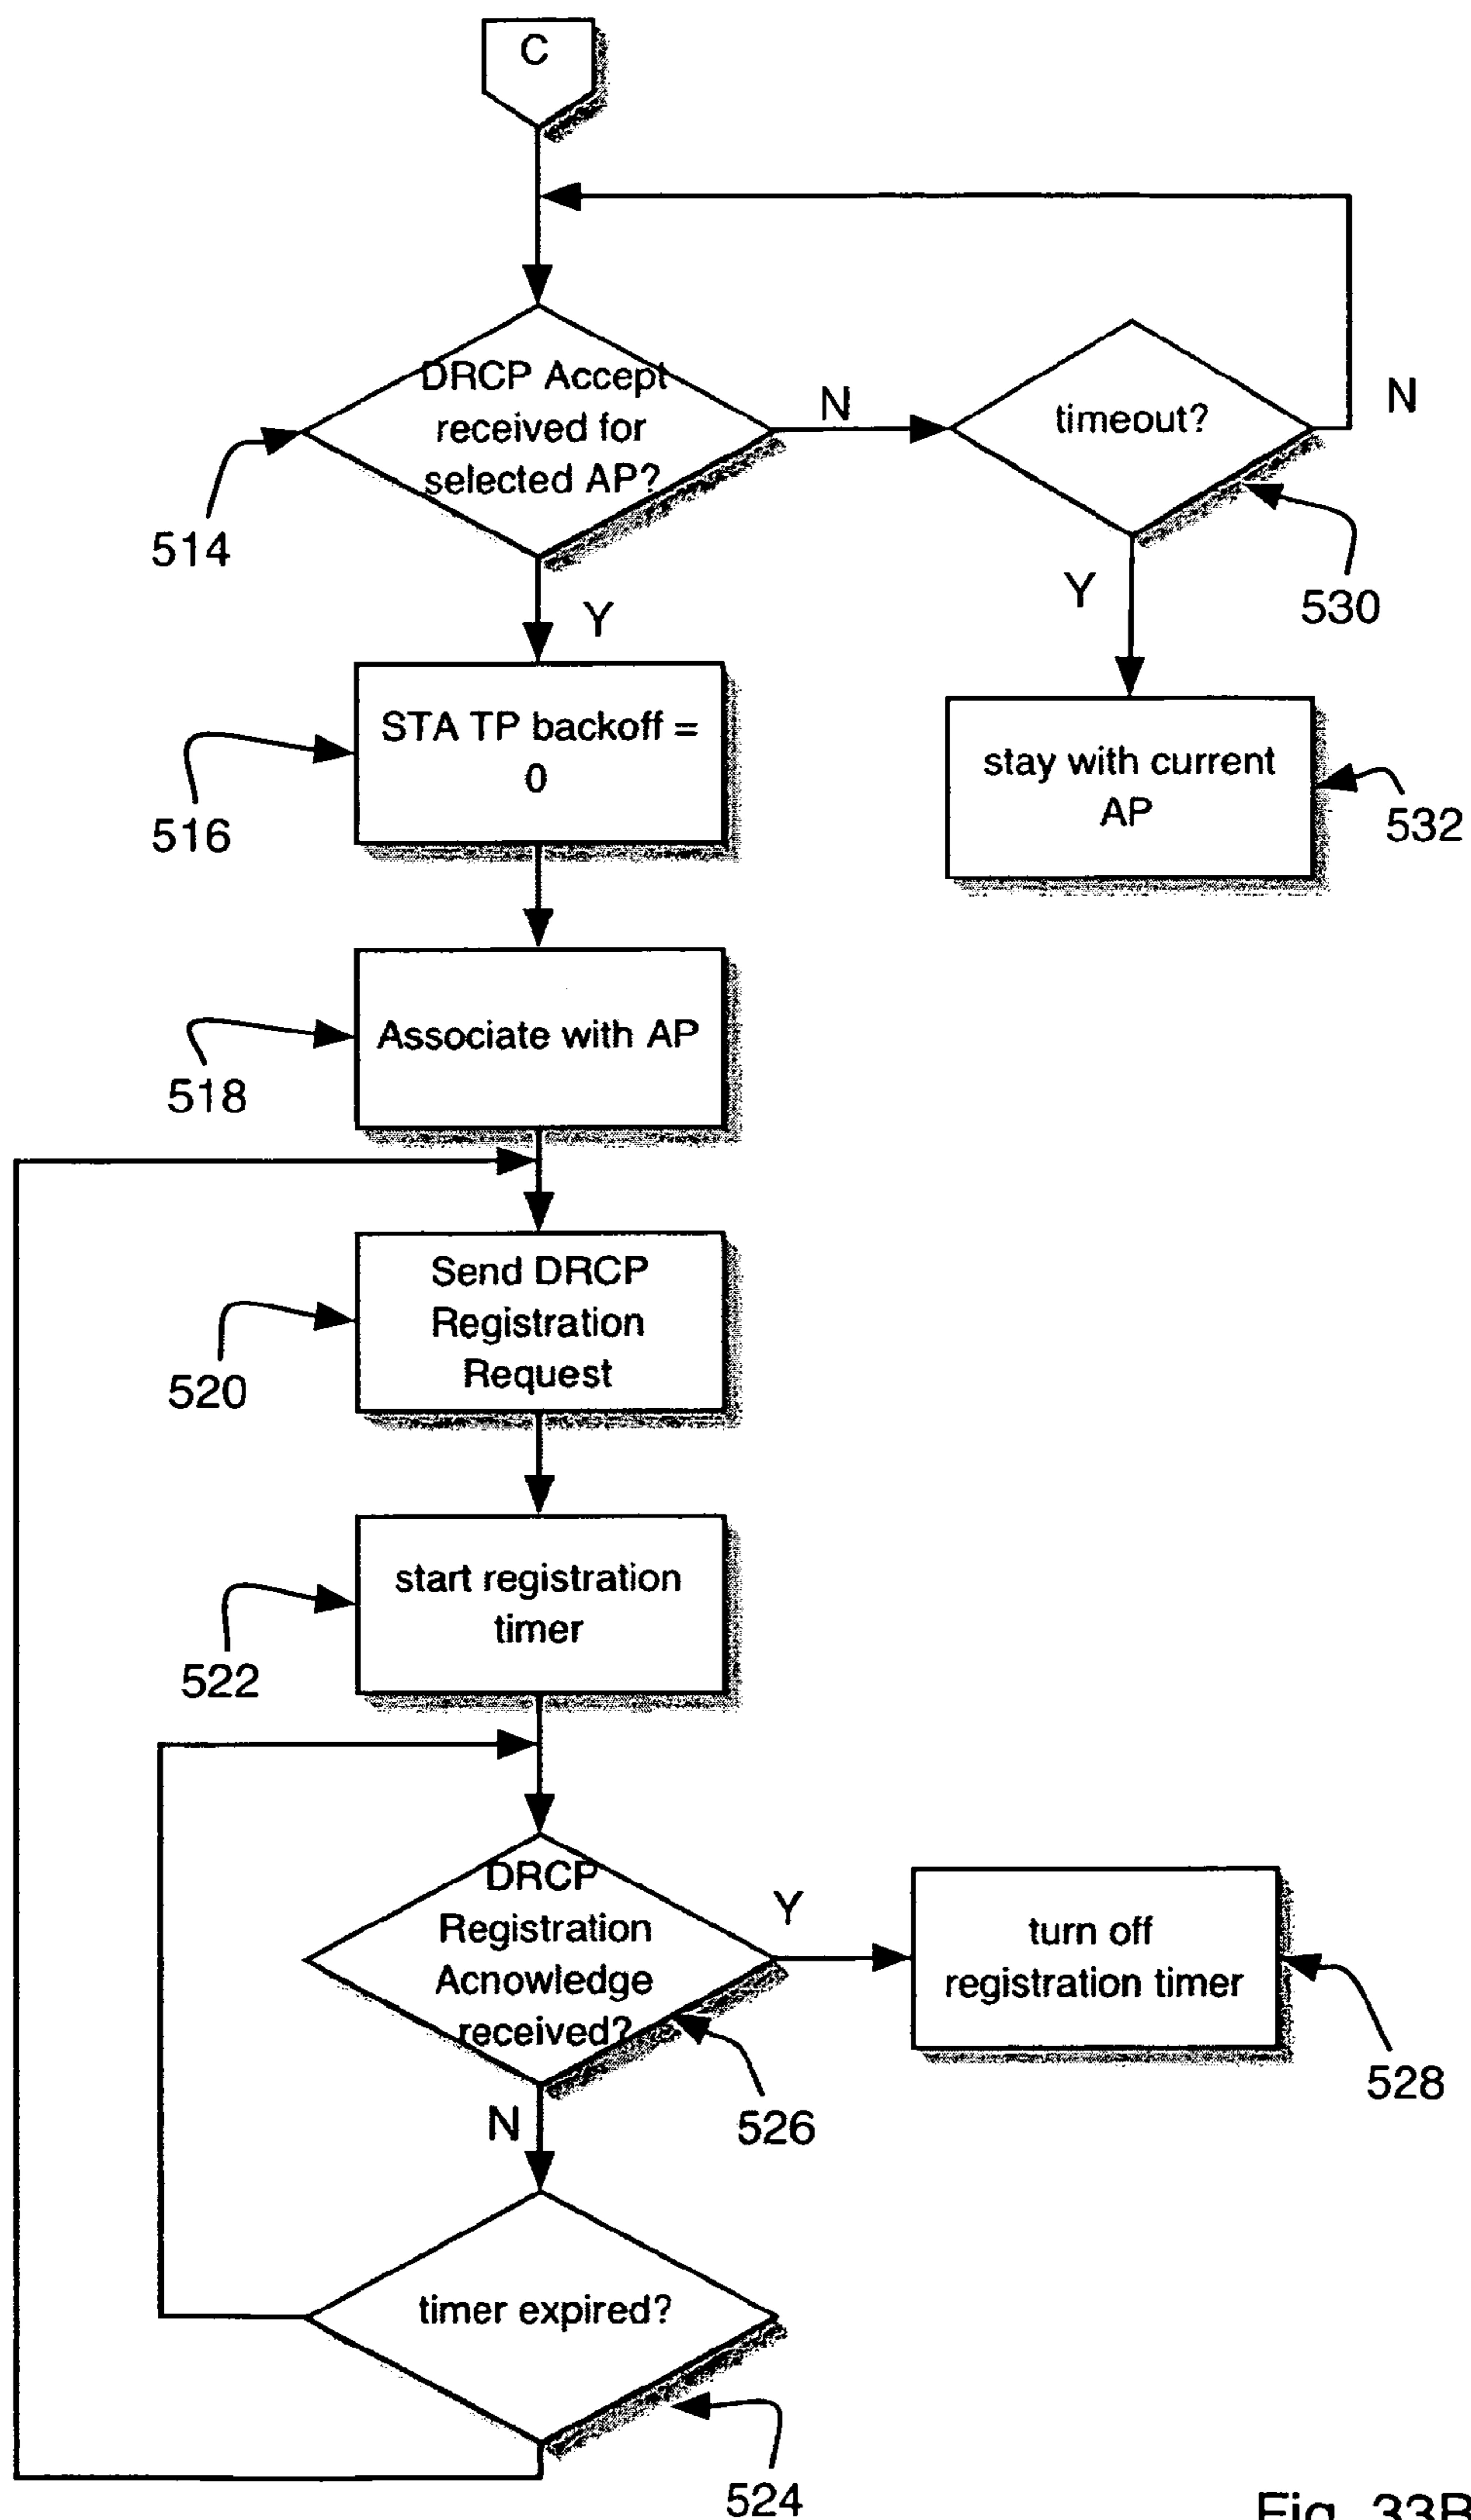 C
DRCP Accept
received for
selected AP?
N
timeout?
N
514
Y
Y
530
STA TP backoff =
0
516
stay with current
AP
532
Associate with AP
518
Send DRCP
Registration
Request
520
start registration
timer
522
DRCP
Registration
Acnowledge
received?
Y
turn off
registration timer
528
N
526
timer expired?
524
Fig. 33B